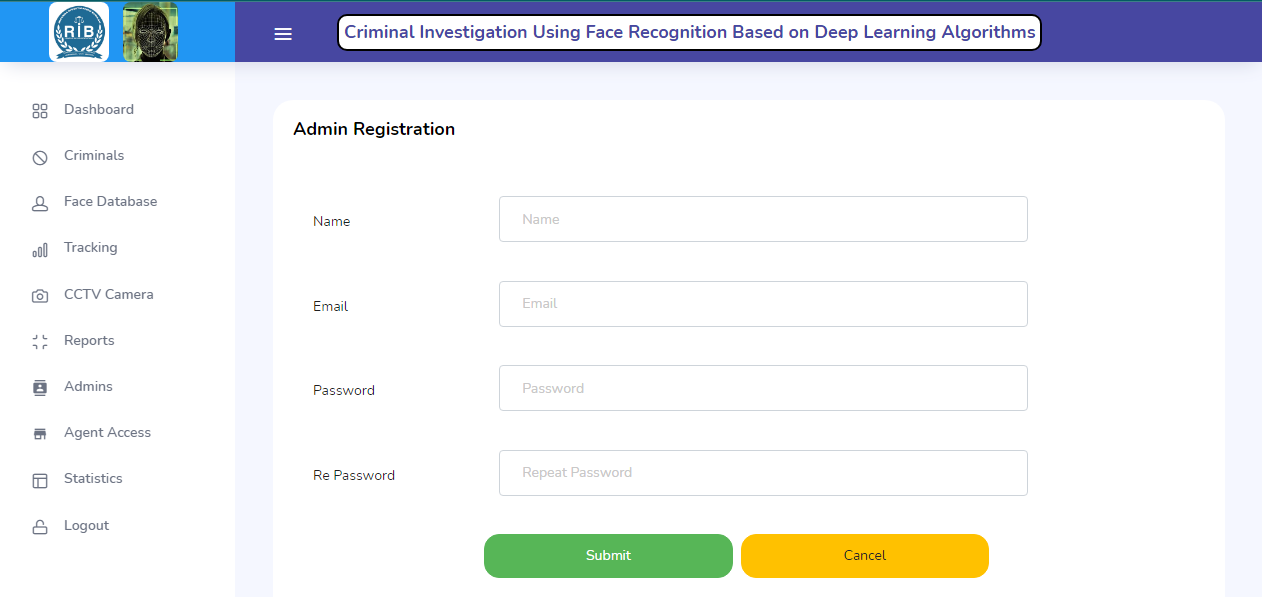 RIB
Criminal Investigation Using Face Recognition Based on Deep Learning Algorithms
Dashboard
Criminals
Face Database
Tracking
CCTV Camera
Reports
Admins
Agent Access
Statistics
Logout
Admin Registration
Name
Name
Email
Email
Password
Password
Re Password
Repeat Password
Submit
Cancel